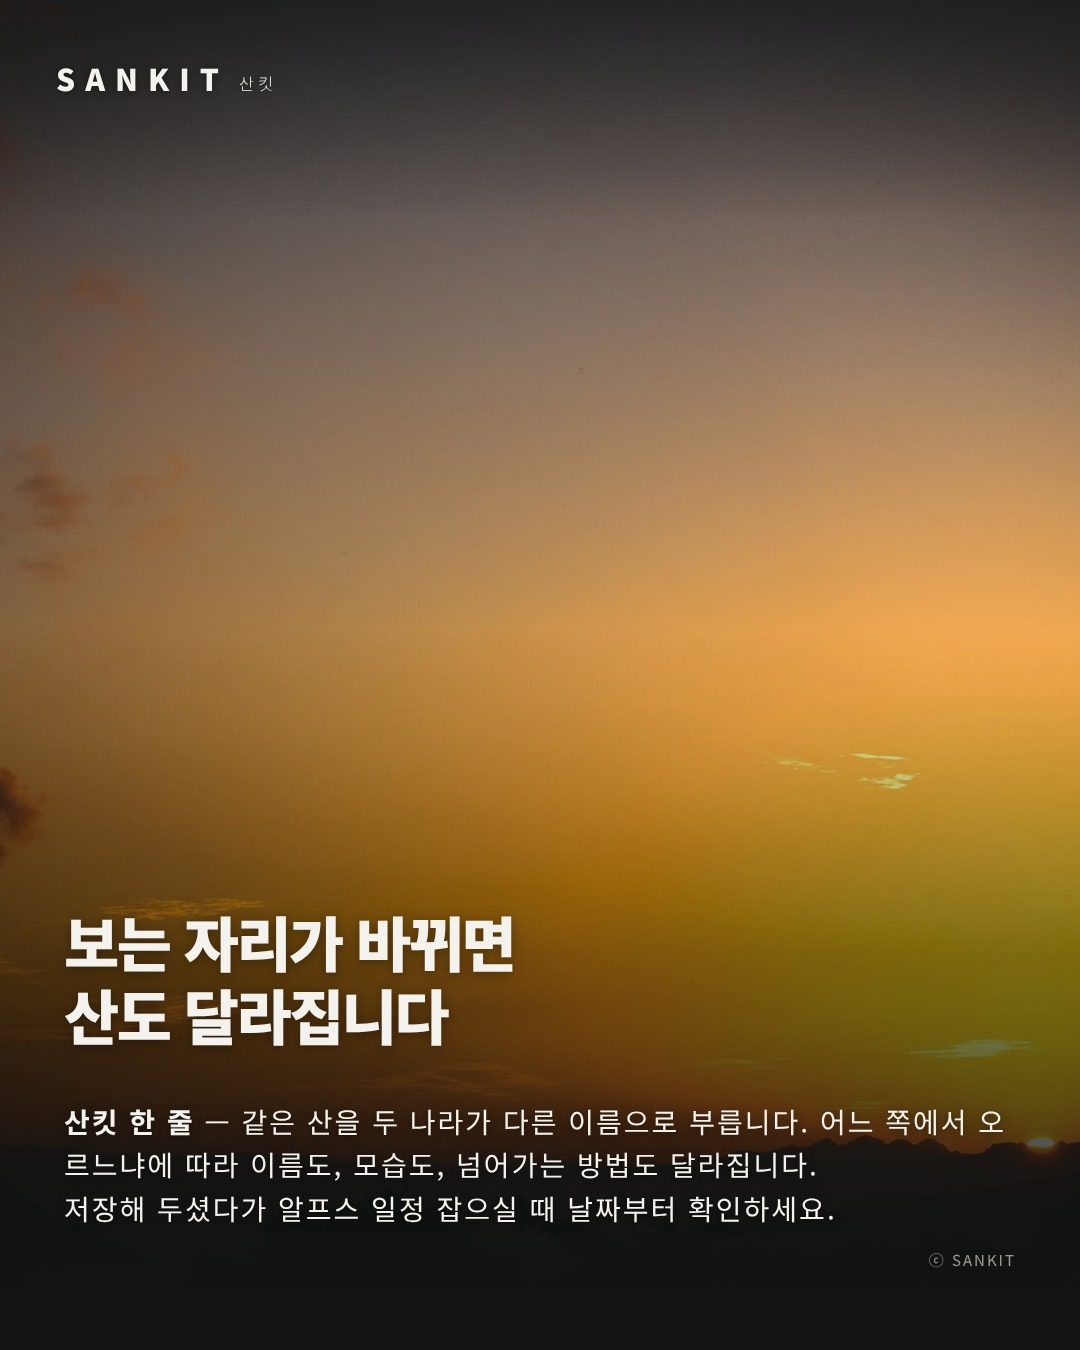 SANKIT 산킷
보는 자리가 바뀌면
산도 달라집니다
산킷 한 줄 — 같은 산을 두 나라가 다른 이름으로 부릅니다. 어느 쪽에서 오
르느냐에 따라 이름도, 모습도, 넘어가는 방법도 달라집니다.
저장해 두셨다가 알프스 일정 잡으실 때 날짜부터 확인하세요.
ⓒ SANKIT